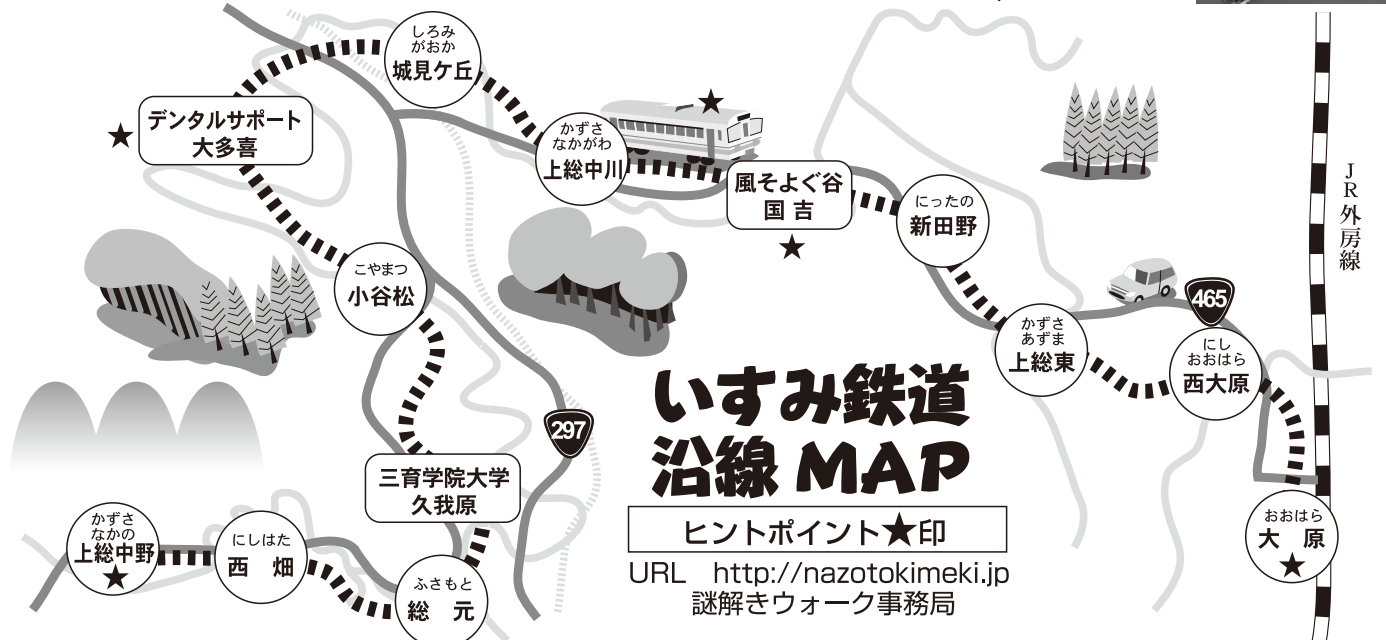 しろみ
がおか
城見ケ丘
デンタルサポート
大多喜
★
かずさ
なかがわ
上総中川
★
風そよぐ谷
国吉
★
にったの
新田野
JR外房線
こやまつ
小谷松
かずさ
あずま
上総東
465
にし
おおはら
西大原
297
三育学院大学
久我原
かずさ
なかの
上総中野
★
にしはた
西 畑
ふさもと
総 元
おおはら
大 原
★
いすみ鉄道
沿線 MAP
ヒントポイント★印
URL http://nazotokimeki.jp
謎解きウォーク事務局